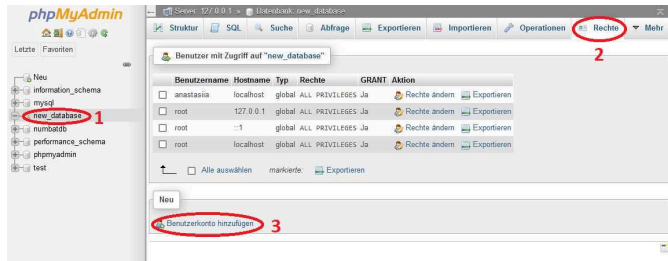 phpMyAdmin
Letzte Favoriten
Neu
information_schema
mysql
new_database 1
numbatdb
performance_schema
phpmyadmin
test
Server: 127.0.0.1 » Datenbank: new_database
Struktur SQL Suche Abfrage Exportieren Importieren Operationen Rechte Mehr
2
Benutzer mit Zugriff auf "new_database"
Benutzername Hostname Typ Rechte GRANT Aktion
anastasiia localhost global ALL PRIVILEGES Ja Rechte ändern Exportieren
root 127.0.0.1 global ALL PRIVILEGES Ja Rechte ändern Exportieren
root ::1 global ALL PRIVILEGES Ja Rechte ändern Exportieren
root localhost global ALL PRIVILEGES Ja Rechte ändern Exportieren
Alle auswählen markierte: Exportieren
Neu
Benutzerkonto hinzufügen 3